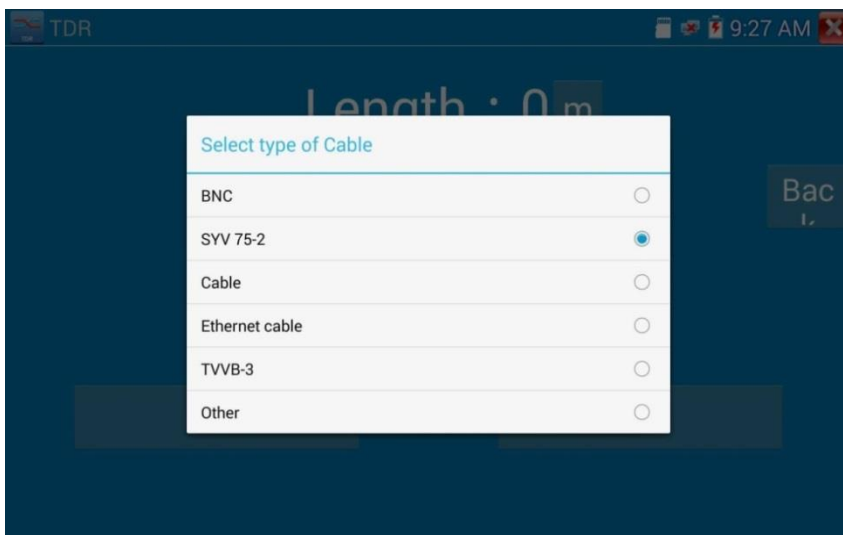 TDR
9:27 AM
Length : 0 m
Select type of Cable
BNC
Bac
k
SYV 75-2
Cable
Ethernet cable
TVVB-3
Other